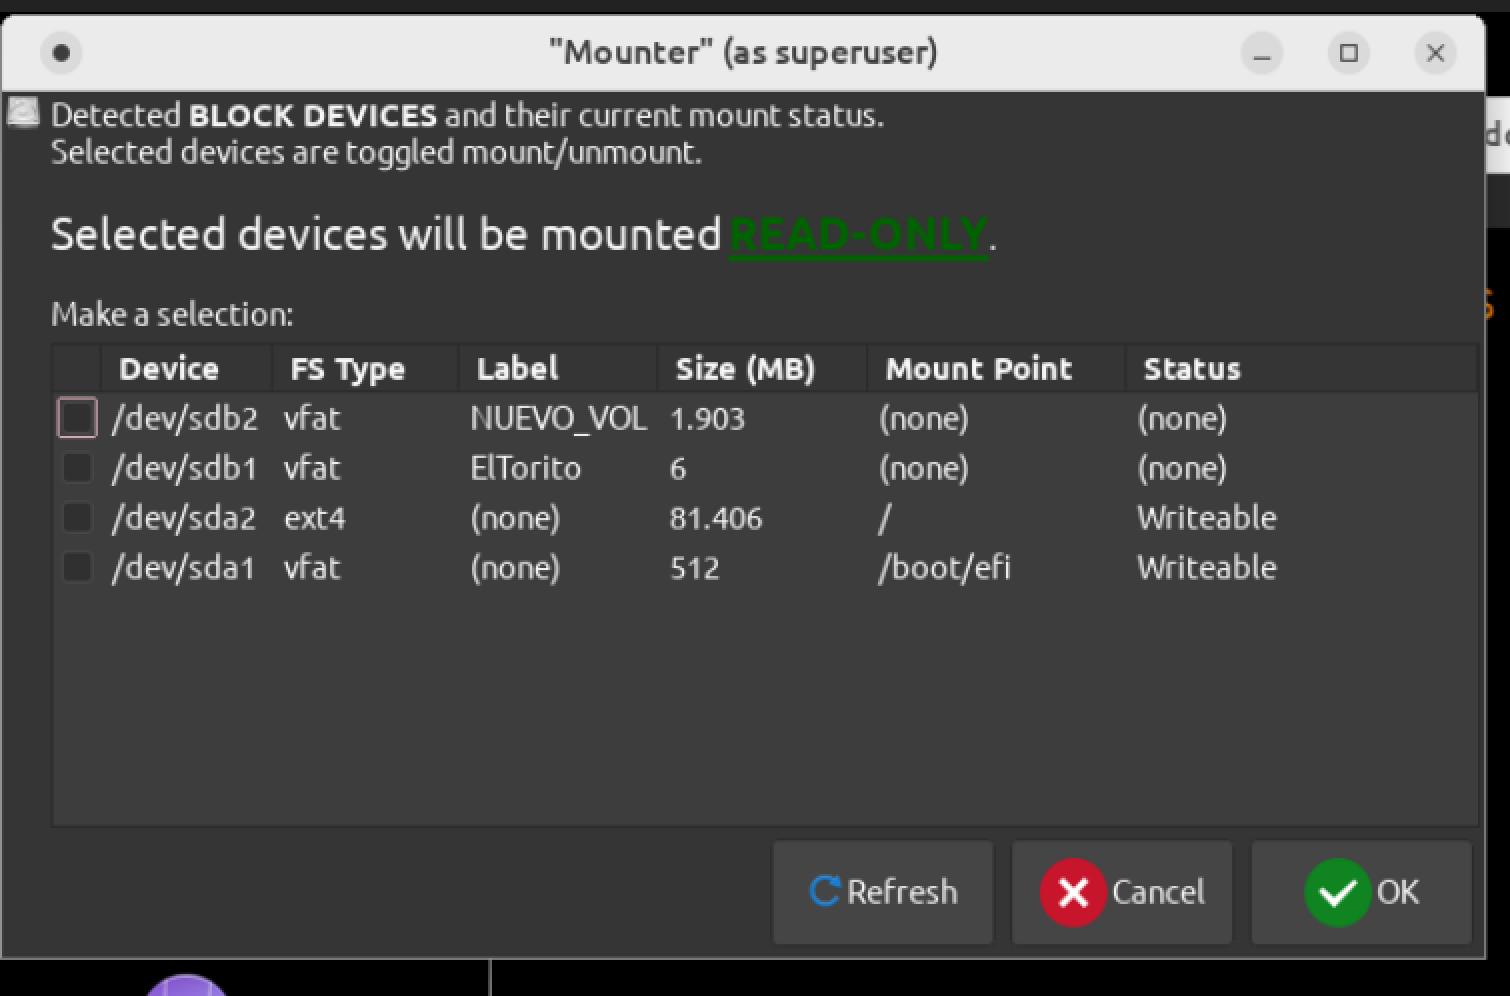 "Mounter" (as superuser)
Detected BLOCK DEVICES and their current mount status.
Selected devices are toggled mount/unmount.
Selected devices will be mounted READ-ONLY.
Make a selection:
Device FS Type Label Size (MB) Mount Point Status
/dev/sdb2 vfat NUEVO_VOL 1.903 (none) (none)
/dev/sdb1 vfat ElTorito 6 (none) (none)
/dev/sda2 ext4 (none) 81.406 / Writeable
/dev/sda1 vfat (none) 512 /boot/efi Writeable
Refresh Cancel OK